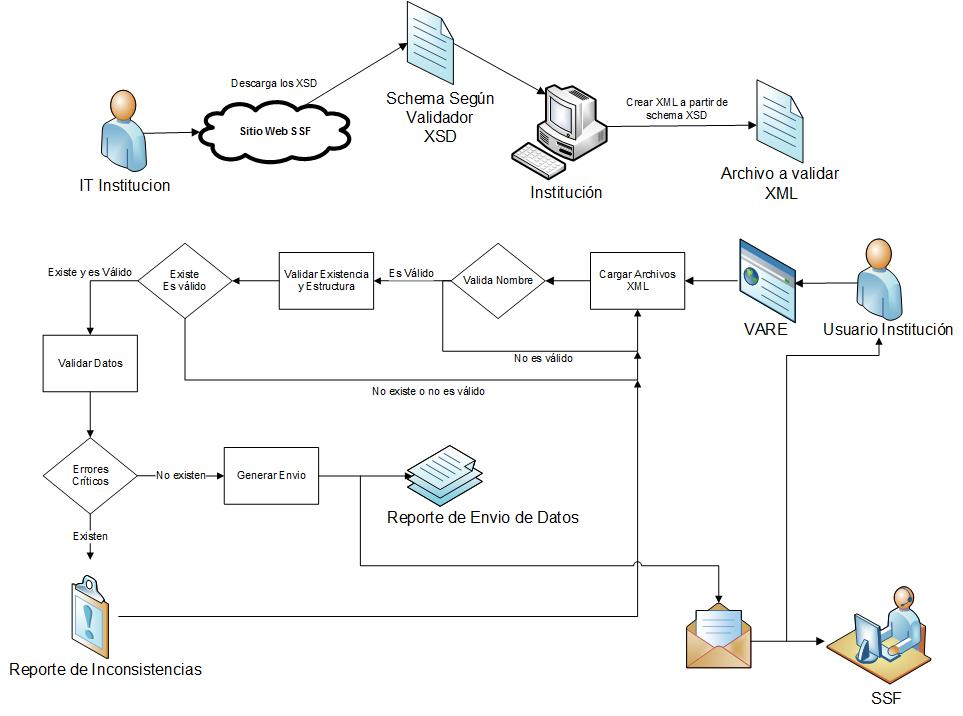 Descarga los XSD
Sitio Web SSF
IT Institucion
Schema Según
Validador
XSD
Institución
Crear XML a partir de
schema XSD
Archivo a validar
XML
Existe y es Válido
Existe
Es válido
Validar Existencia
y Estructura
Es Válido
Valida Nombre
Cargar Archivos
XML
VARE
Usuario Institución
No es válido
No existe o no es válido
Validar Datos
Errores
Críticos
No existen
Generar Envio
Reporte de Envio de Datos
Existen
Reporte de Inconsistencias
SSF